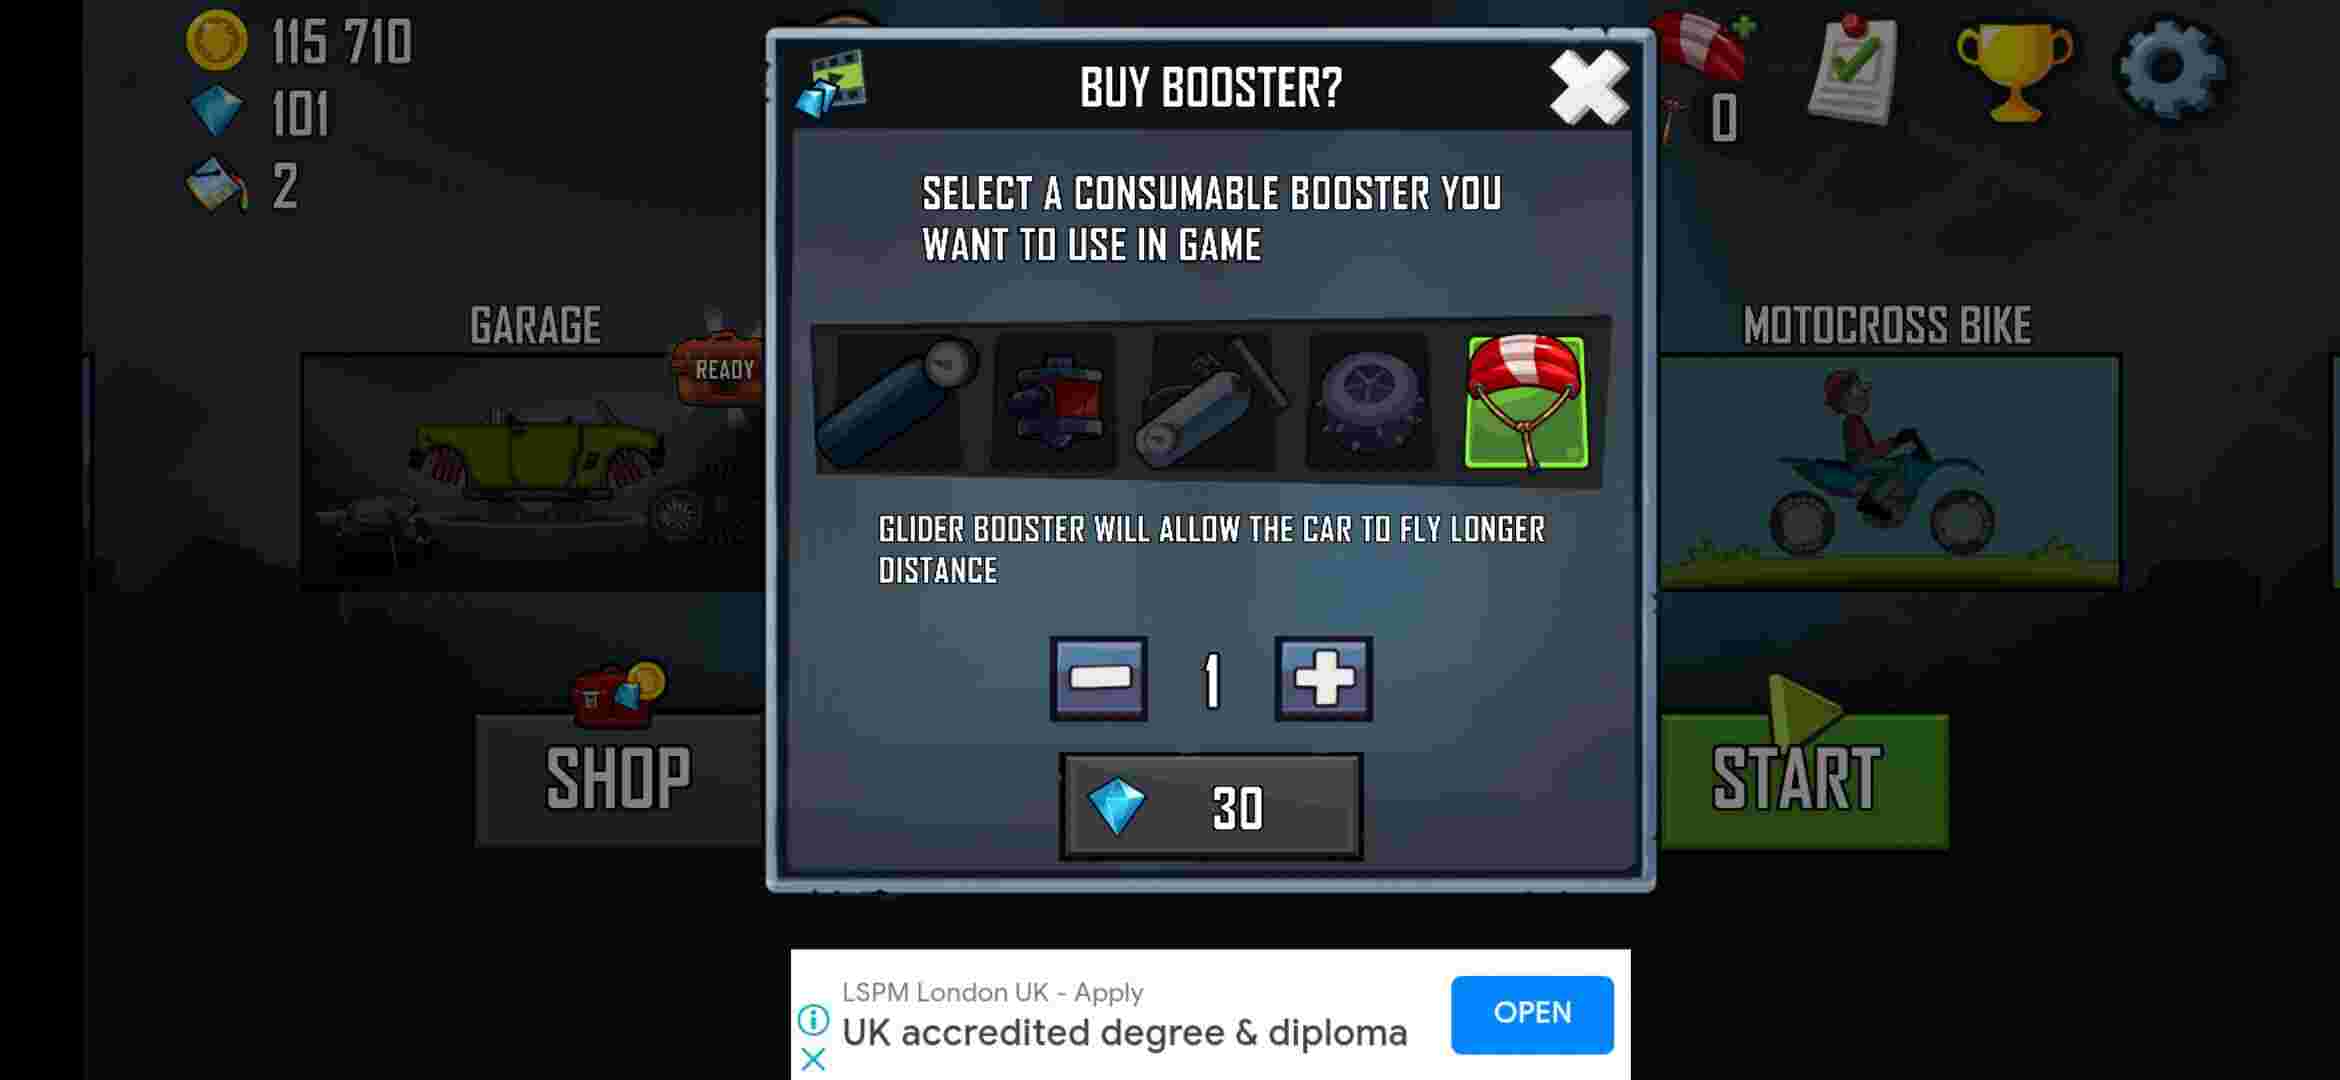 115 710
101
2
BUY BOOSTER?
0
SELECT A CONSUMABLE BOOSTER YOU
WANT TO USE IN GAME
GARAGE
READY
MOTOCROSS BIKE
GLIDER BOOSTER WILL ALLOW THE CAR TO FLY LONGER
DISTANCE
1
SHOP
30
START
LSPM London UK - Apply
UK accredited degree & diploma
OPEN